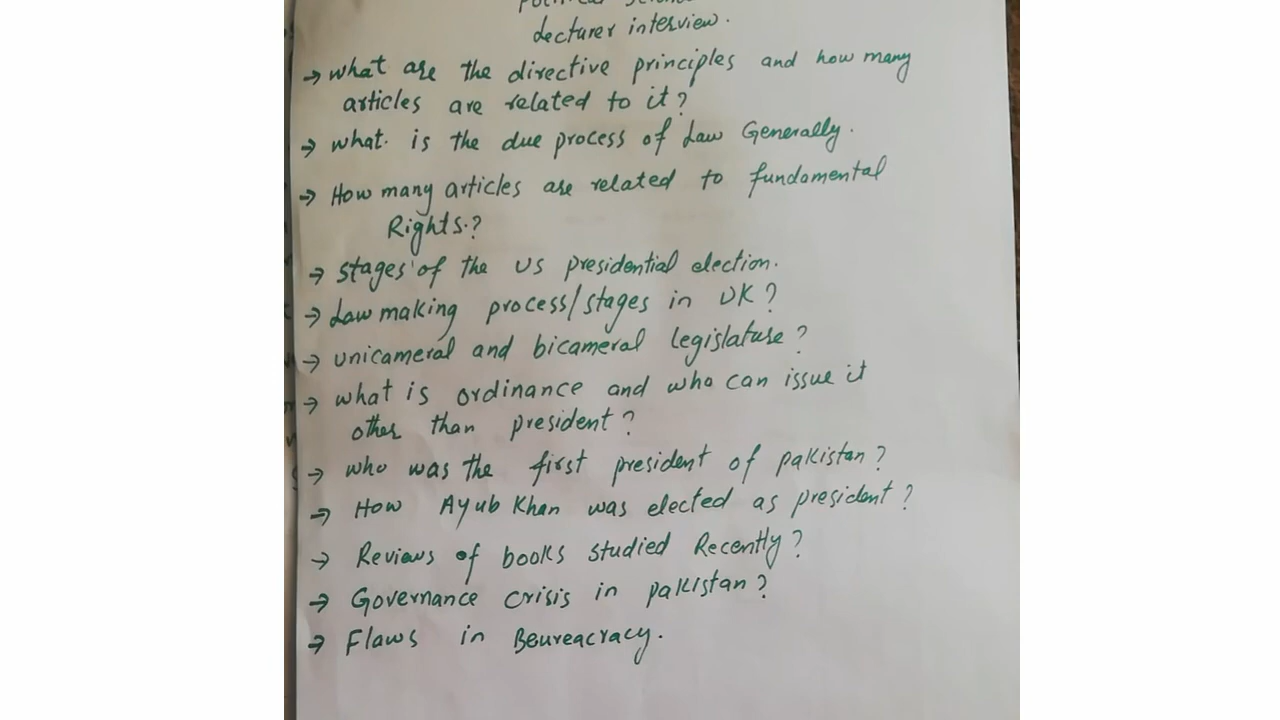 Political Science
Lecturer interview.
→ what are the directive principles and how many
articles are related to it?
→ what. is the due process of Law Generally.
→ How many articles are related to fundamental
Rights.?
→ stages of the US presidential election.
→ Law making process/stages in UK?
→ unicameral and bicameral legislature?
→ what is ordinance and who can issue it
other than president?
→ who was the first president of pakistan?
→ How Ayub Khan was elected as president?
→ Reviews of books studied Recently?
→ Governance crisis in pakistan?
→ Flaws in Beureacracy.